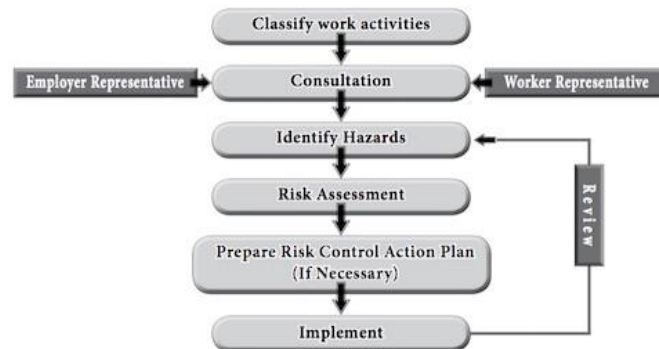 Classify work activities
Employer Representative
Consultation
Worker Representative
Identify Hazards
Risk Assessment
Prepare Risk Control Action Plan
(If Necessary)
Implement
Review